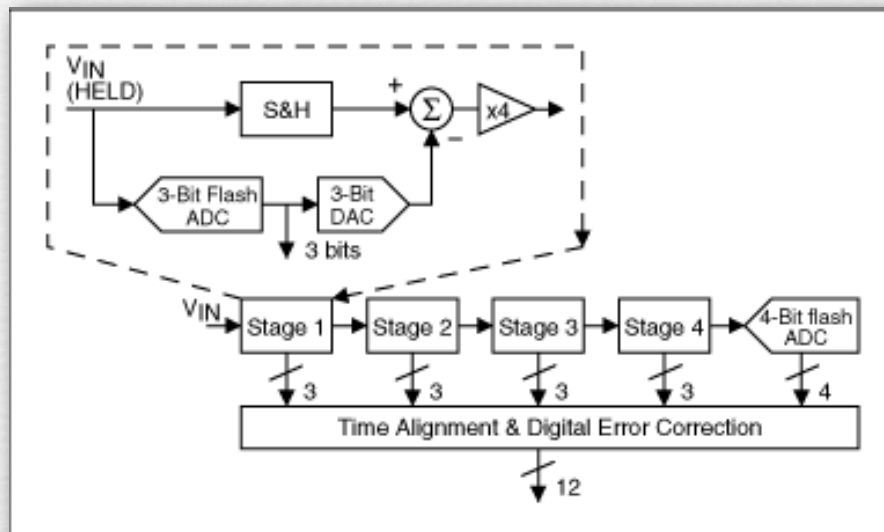 VIN
(HELD)
S&H
+
Σ
x4
−
3-Bit Flash
ADC
3-Bit
DAC
3 bits
VIN
Stage 1
Stage 2
Stage 3
Stage 4
4-Bit flash
ADC
3
3
3
3
4
Time Alignment & Digital Error Correction
12